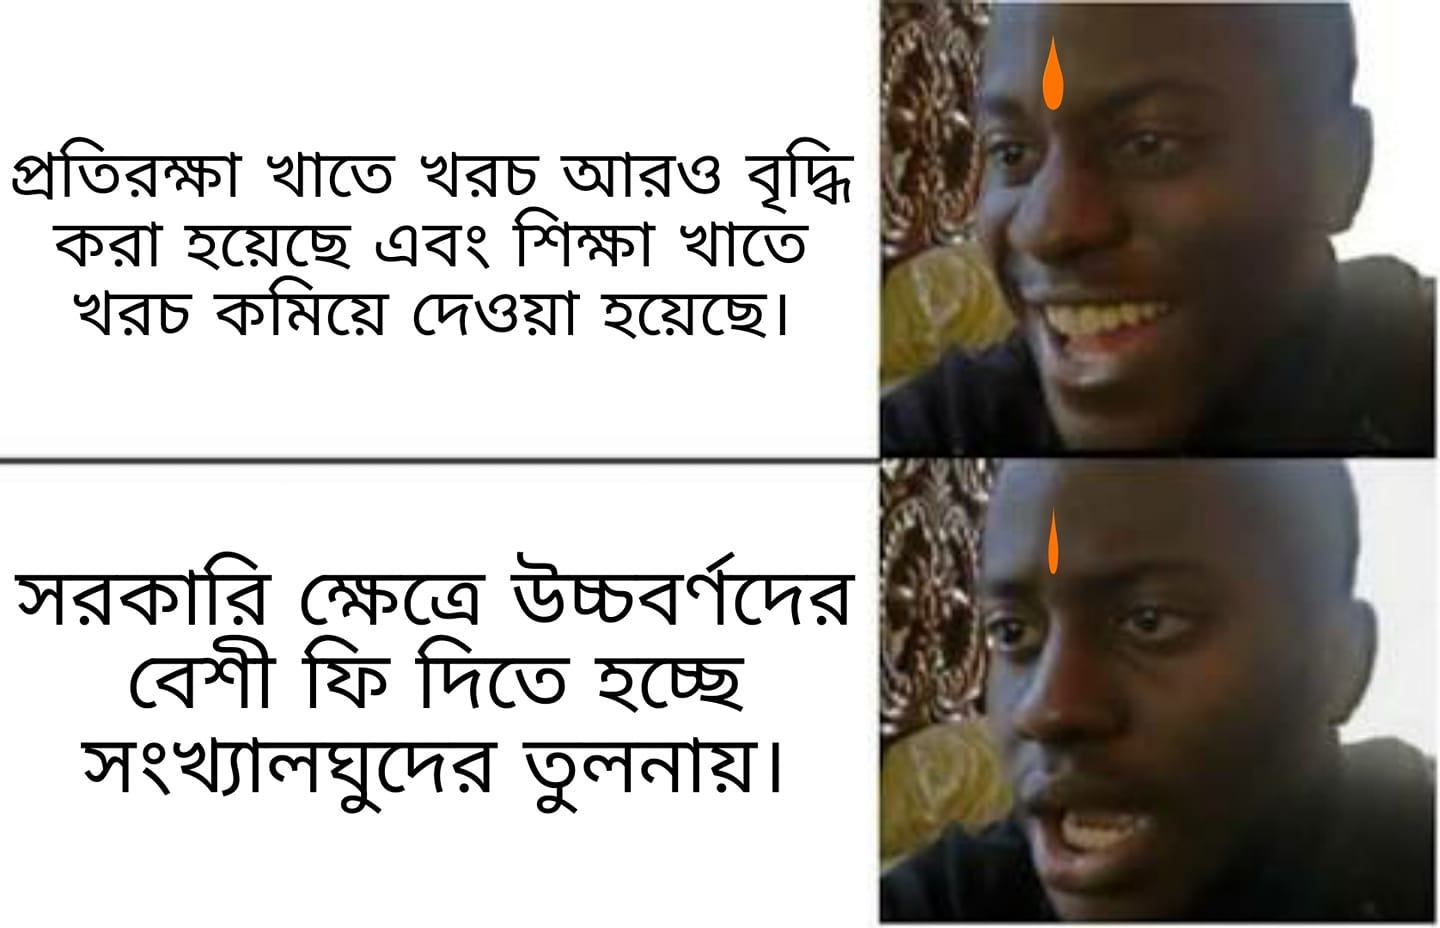 প্রতিরক্ষা খাতে খরচ আরও বৃদ্ধি
করা হয়েছে এবং শিক্ষা খাতে
খরচ কমিয়ে দেওয়া হয়েছে।
সরকারি ক্ষেত্রে উচ্চবর্ণদের
বেশী ফি দিতে হচ্ছে
সংখ্যালঘুদের তুলনায়।